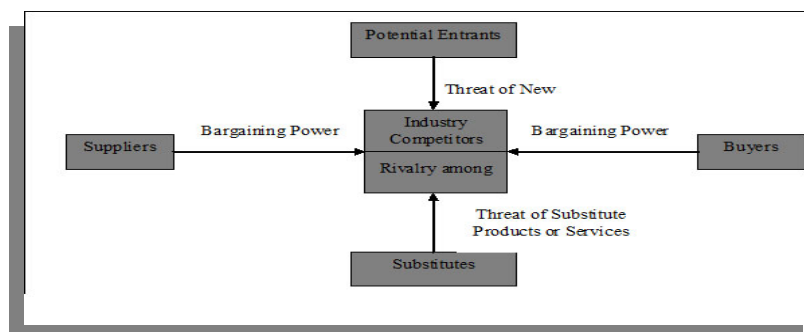 Potential Entrants
Threat of New
Industry
Competitors
Bargaining Power
Bargaining Power
Suppliers
Buyers
Rivalry among
Threat of Substitute
Products or Services
Substitutes